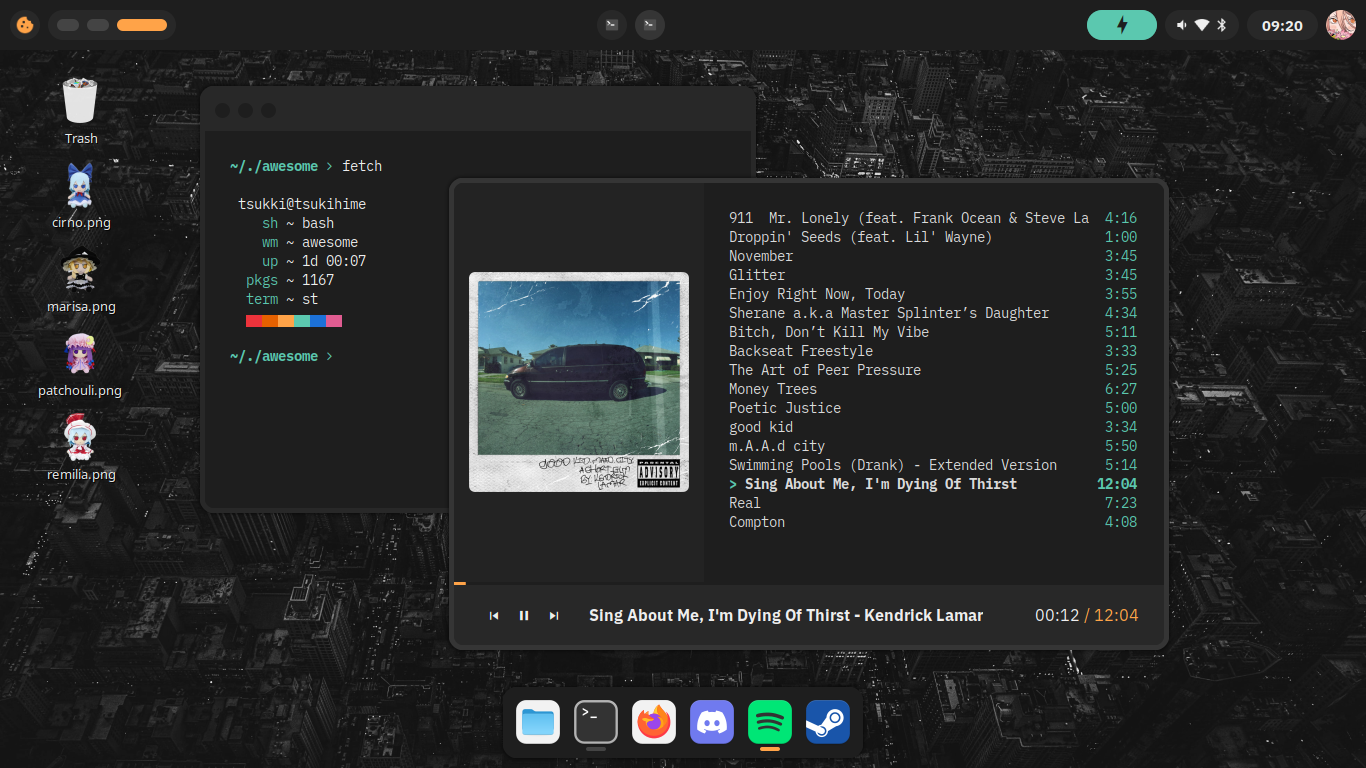 09:20
Trash
cirno.png
marisa.png
patchouli.png
remilia.png
~/./awesome > fetch
tsukki@tsukihime
sh ~ bash
wm ~ awesome
up ~ 1d 00:07
pkgs ~ 1167
term ~ st
~/./awesome >
GOOD KID, MAAD CITY
A SHORT FILM
BY KENDRICK
LAMAR
PARENTAL
ADVISORY
EXPLICIT CONTENT
911  Mr. Lonely (feat. Frank Ocean & Steve La 4:16
Droppin' Seeds (feat. Lil' Wayne) 1:00
November 3:45
Glitter 3:45
Enjoy Right Now, Today 3:55
Sherane a.k.a Master Splinter’s Daughter 4:34
Bitch, Don’t Kill My Vibe 5:11
Backseat Freestyle 3:33
The Art of Peer Pressure 5:25
Money Trees 6:27
Poetic Justice 5:00
good kid 3:34
m.A.A.d city 5:50
Swimming Pools (Drank) - Extended Version 5:14
> Sing About Me, I'm Dying Of Thirst 12:04
Real 7:23
Compton 4:08
Sing About Me, I'm Dying Of Thirst - Kendrick Lamar 00:12 / 12:04